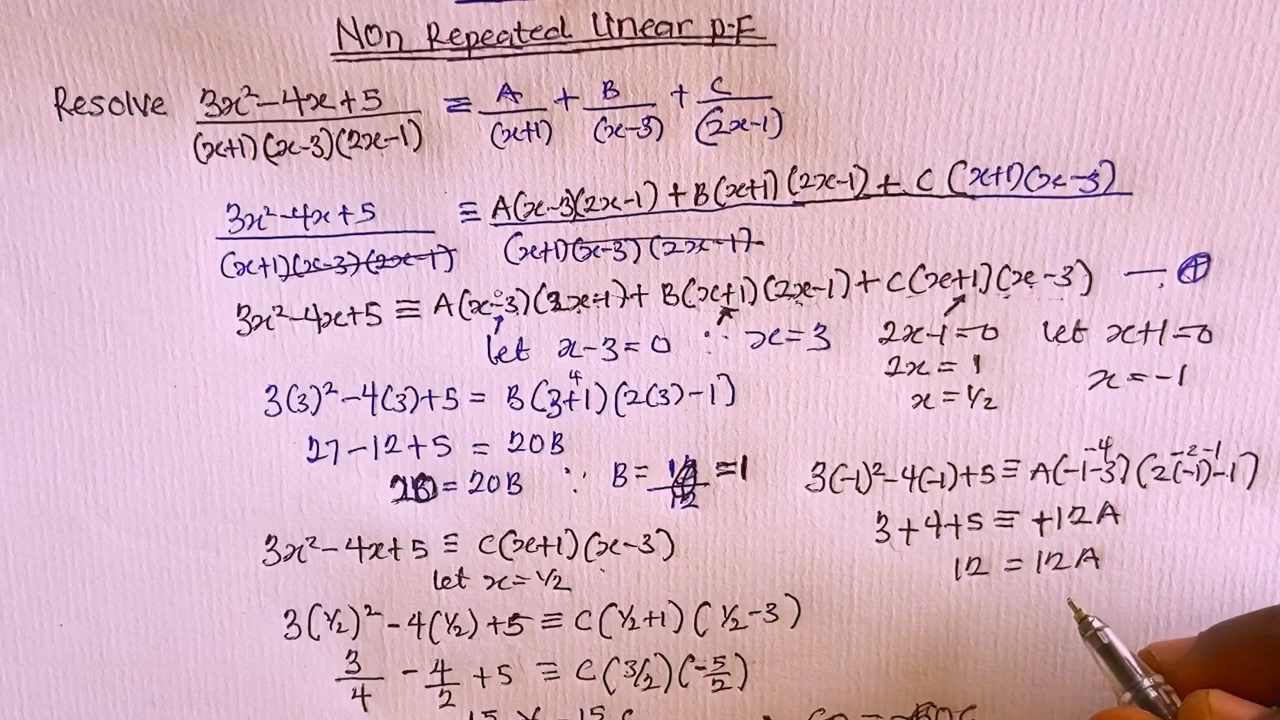 Non Repeated Linear P-F
Resolve 3x²-4x+5 / (x+1)(x-3)(2x-1) ≡ A/(x+1) + B/(x-3) + C/(2x-1)
3x²-4x+5 / (x+1)(x-3)(2x-1) ≡ A(x-3)(2x-1) + B(x+1)(2x-1) + C(x+1)(x-3) / (x+1)(x-3)(2x-1)
3x²-4x+5 ≡ A(x-3)(2x-1) + B(x+1)(2x-1) + C(x+1)(x-3) —
let x-3=0 ∵ x=3
2x-1=0
2x=1
x=1/2
let x+1=0
x=-1
3(3)²-4(3)+5 = B(3+1)(2(3)-1)
4
27-12+5 = 20B
= 20B ∵ B= =1
3x²-4x+5 ≡ C(x+1)(x-3)
let x=1/2
3(1/2)²-4(1/2)+5 ≡ C(1/2+1)(1/2-3)
3/4 - 4/2 + 5 ≡ C(3/2)(-5/2)
3(-1)²-4(-1)+5 ≡ A(-1-3)(2(-1)-1)
-4 -2-1
3+4+5 ≡ +12A
12 = 12A